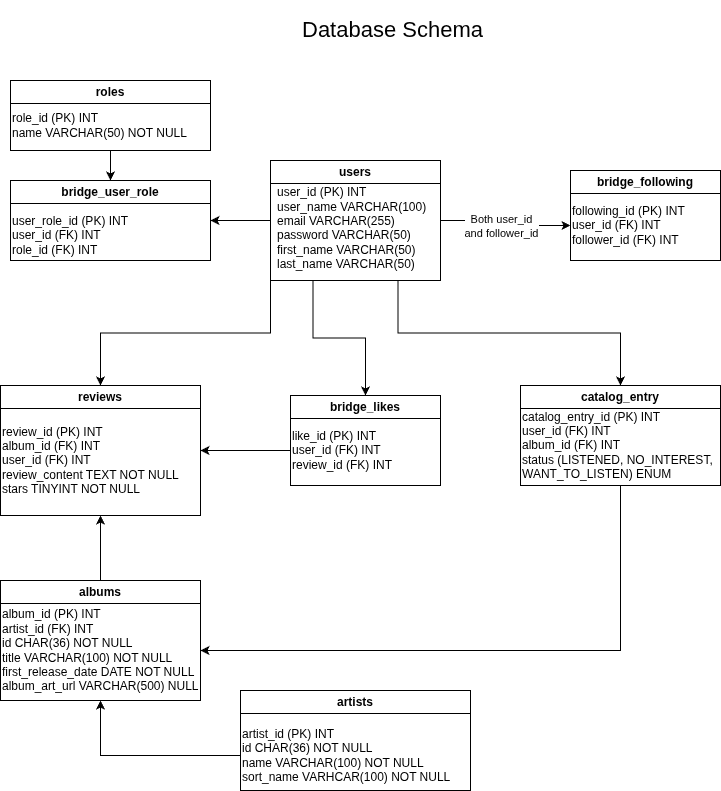 Database Schema
roles
role_id (PK) INT
name VARCHAR(50) NOT NULL
bridge_user_role
user_role_id (PK) INT
user_id (FK) INT
role_id (FK) INT
users
user_id (PK) INT
user_name VARCHAR(100)
email VARCHAR(255)
password VARCHAR(50)
first_name VARCHAR(50)
last_name VARCHAR(50)
Both user_id
and follower_id
bridge_following
following_id (PK) INT
user_id (FK) INT
follower_id (FK) INT
reviews
review_id (PK) INT
album_id (FK) INT
user_id (FK) INT
review_content TEXT NOT NULL
stars TINYINT NOT NULL
bridge_likes
like_id (PK) INT
user_id (FK) INT
review_id (FK) INT
catalog_entry
catalog_entry_id (PK) INT
user_id (FK) INT
album_id (FK) INT
status (LISTENED, NO_INTEREST,
WANT_TO_LISTEN) ENUM
albums
album_id (PK) INT
artist_id (FK) INT
id CHAR(36) NOT NULL
title VARCHAR(100) NOT NULL
first_release_date DATE NOT NULL
album_art_url VARCHAR(500) NULL
artists
artist_id (PK) INT
id CHAR(36) NOT NULL
name VARCHAR(100) NOT NULL
sort_name VARHCAR(100) NOT NULL